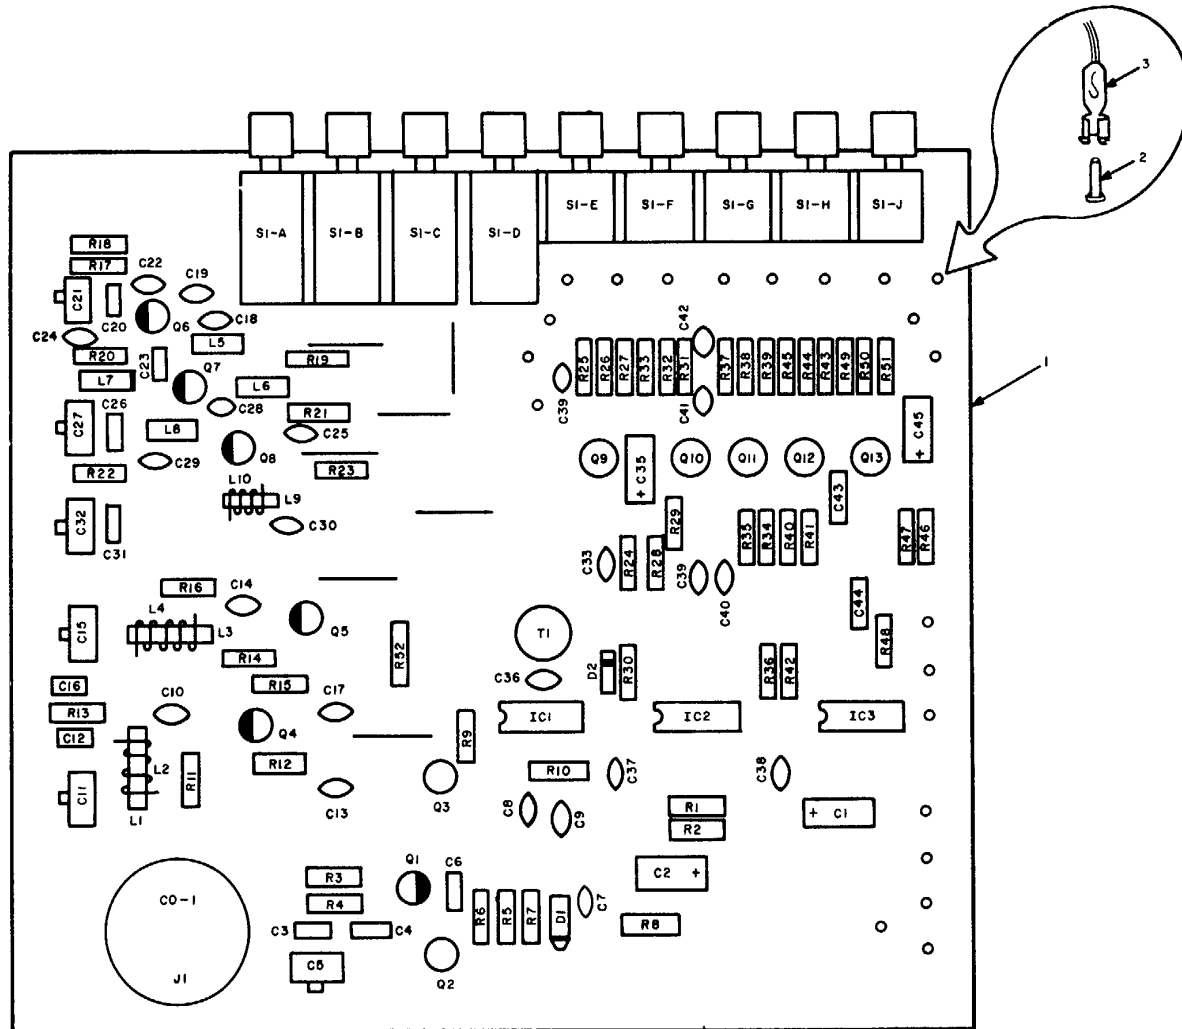 3
2
1
S1-A
S1-B
S1-C
S1-D
S1-E
S1-F
S1-G
S1-H
S1-J
R18
R17
C22
C19
C21
C20
Q6
C18
C24
R20
C23
L5
R19
L7
Q7
L6
C26
C28
R21
C27
L8
C25
C29
Q8
R22
L10
R23
L9
C32
C31
C30
C42
R25
R26
R27
R33
R32
R31
R37
R38
R39
R45
R44
R43
R49
R50
R51
C39
C41
C45
+
Q9
C35
+
Q10
Q11
Q12
Q13
C43
R29
R35
R34
R40
R41
R47
R46
C33
R24
R28
C39
C40
C44
R48
R16
C14
L4
C15
L3
Q5
R14
R52
T1
C16
R15
C36
D2
R30
R36
R42
R13
C10
C17
IC1
IC2
IC3
C12
Q4
R9
L2
R11
R12
R10
C37
C38
C11
L1
C13
Q3
C8
C9
R1
R2
+ C1
CO-1
J1
R3
R4
Q1
C6
C2 +
C3
C4
R6
R5
R7
D1
C7
R8
C5
Q2